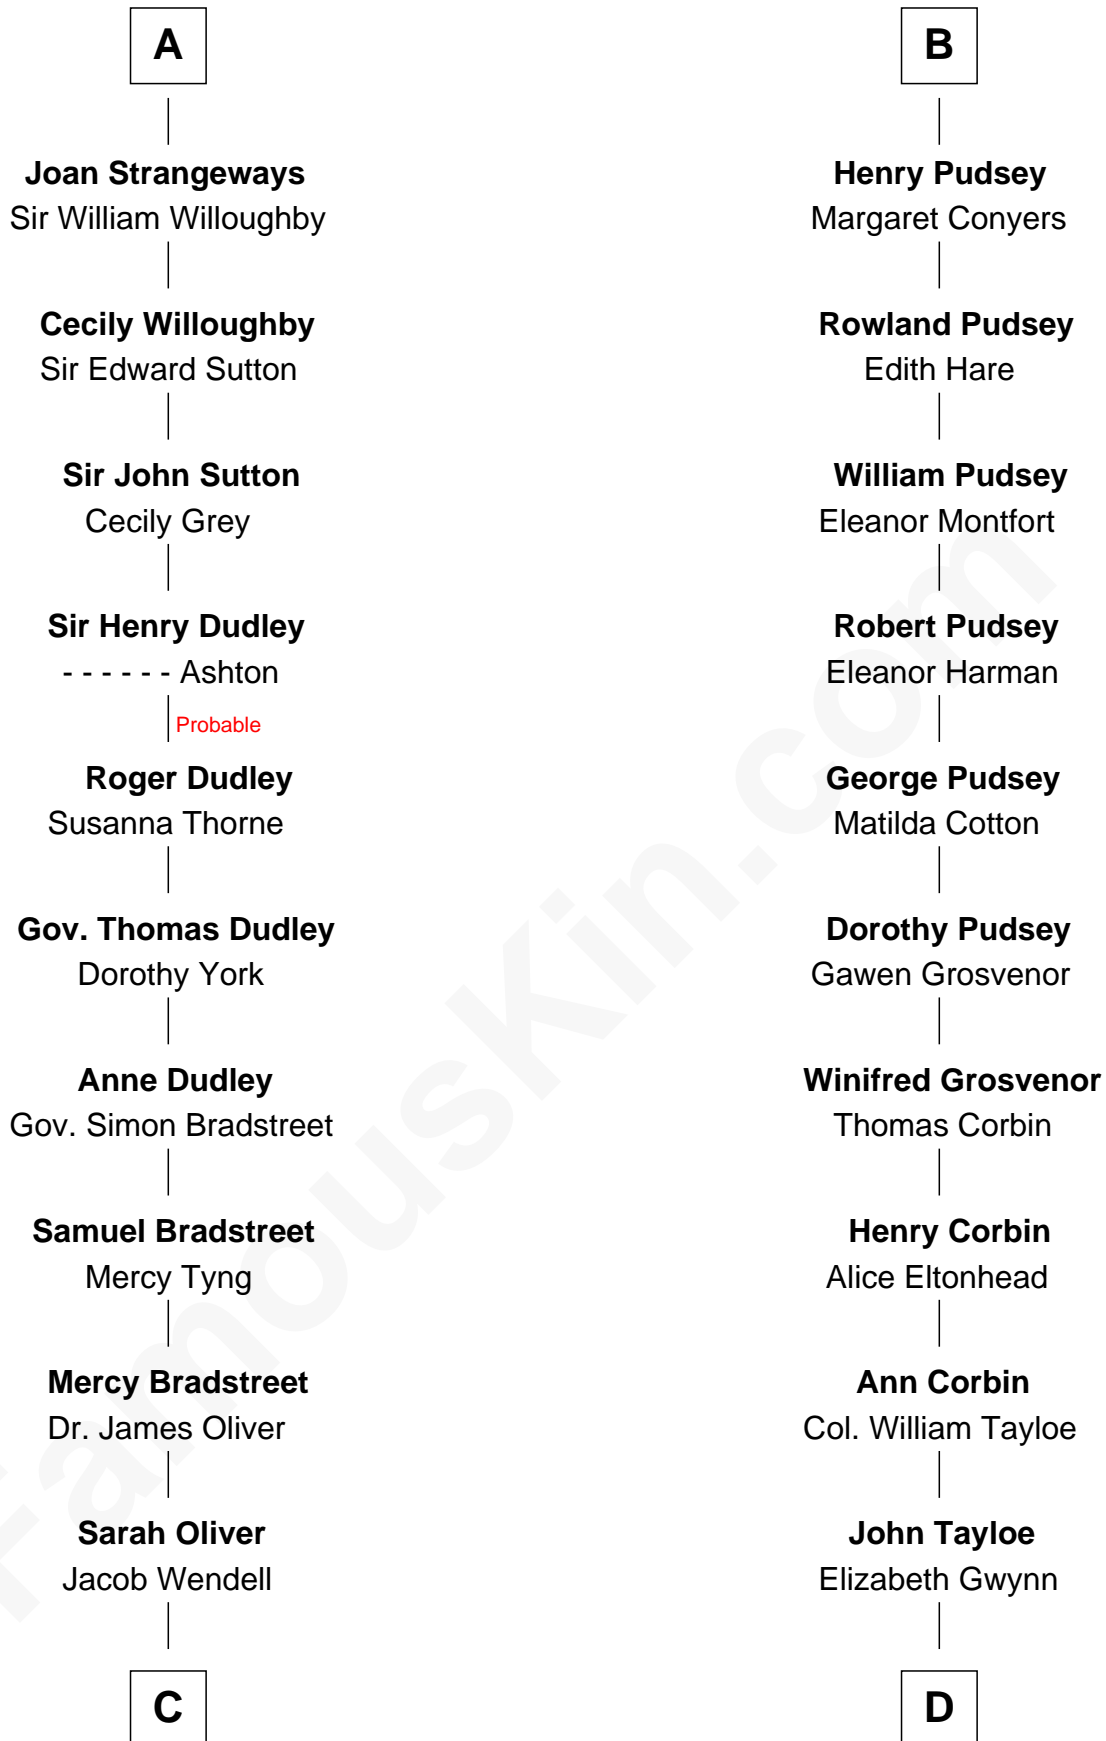 A
Joan Strangeways
Sir William Willoughby
Cecily Willoughby
Sir Edward Sutton
Sir John Sutton
Cecily Grey
Sir Henry Dudley
- - - - - - Ashton
Probable
Roger Dudley
Susanna Thorne
Gov. Thomas Dudley
Dorothy York
Anne Dudley
Gov. Simon Bradstreet
Samuel Bradstreet
Mercy Tyng
Mercy Bradstreet
Dr. James Oliver
Sarah Oliver
Jacob Wendell
C
B
Henry Pudsey
Margaret Conyers
Rowland Pudsey
Edith Hare
William Pudsey
Eleanor Montfort
Robert Pudsey
Eleanor Harman
George Pudsey
Matilda Cotton
Dorothy Pudsey
Gawen Grosvenor
Winifred Grosvenor
Thomas Corbin
Henry Corbin
Alice Eltonhead
Ann Corbin
Col. William Tayloe
John Tayloe
Elizabeth Gwynn
D
FamousKin.com